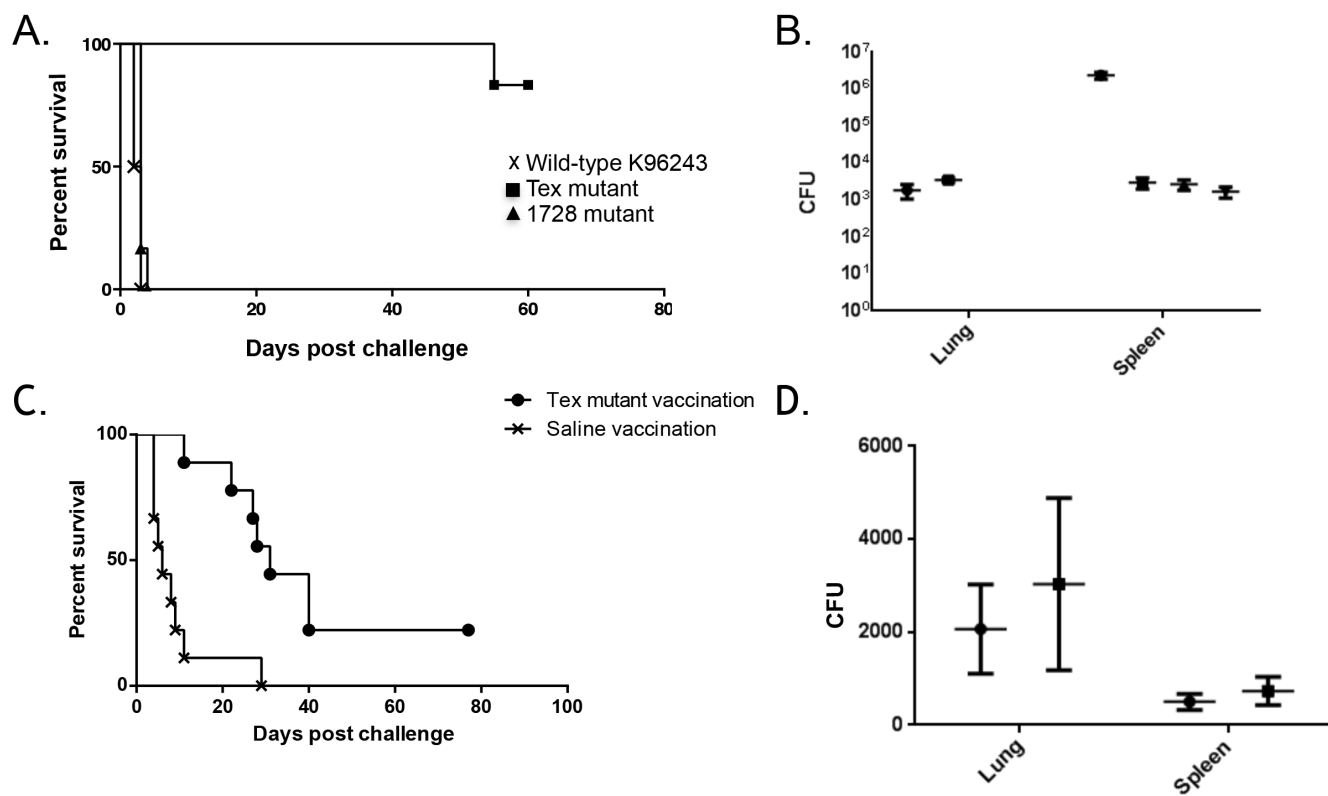 A.
100
50
0
0 20 40 60 80
Percent survival
Days post challenge
x Wild-type K96243
Tex mutant
1728 mutant
B.
10⁷
10⁶
10⁵
10⁴
10³
10²
10¹
10⁰
CFU
Lung
Spleen
C.
Tex mutant vaccination
Saline vaccination
100
50
0
0 20 40 60 80 100
Percent survival
Days post challenge
D.
6000
4000
2000
0
CFU
Lung
Spleen